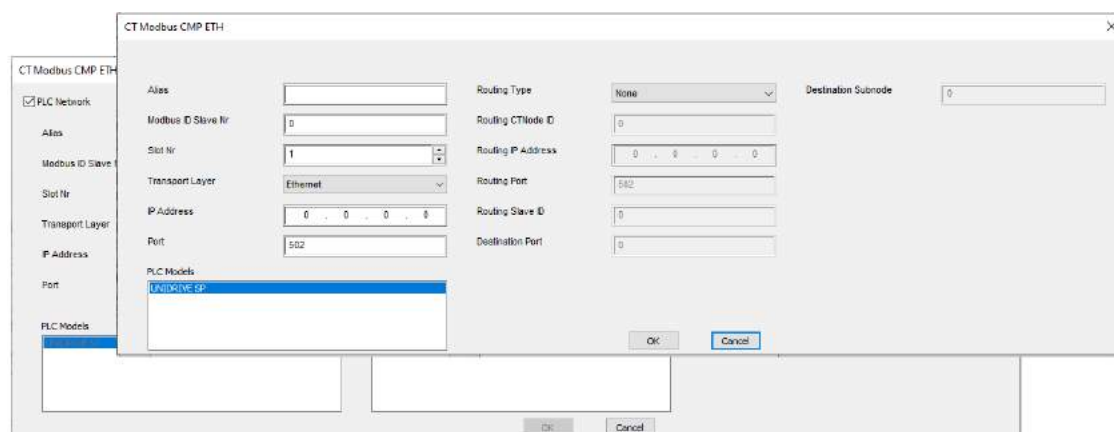 CT Modbus CMP ETH
Alias
Routing Type None
Destination Subnode 0
Modbus ID Slave Nr 0
Routing CTNode ID 0
Slot Nr 1
Routing IP Address 0 . 0 . 0 . 0
Transport Layer Ethernet
Routing Port 502
IP Address 0 . 0 . 0 . 0
Routing Slave ID 0
Port 502
Destination Port 0
PLC Models
UNIDRIVE SP
OK Cancel
CT Modbus CMP ETH
PLC Network
Alias
Modbus ID Slave
Slot Nr
Transport Layer
IP Address
Port
PLC Models
OK Cancel